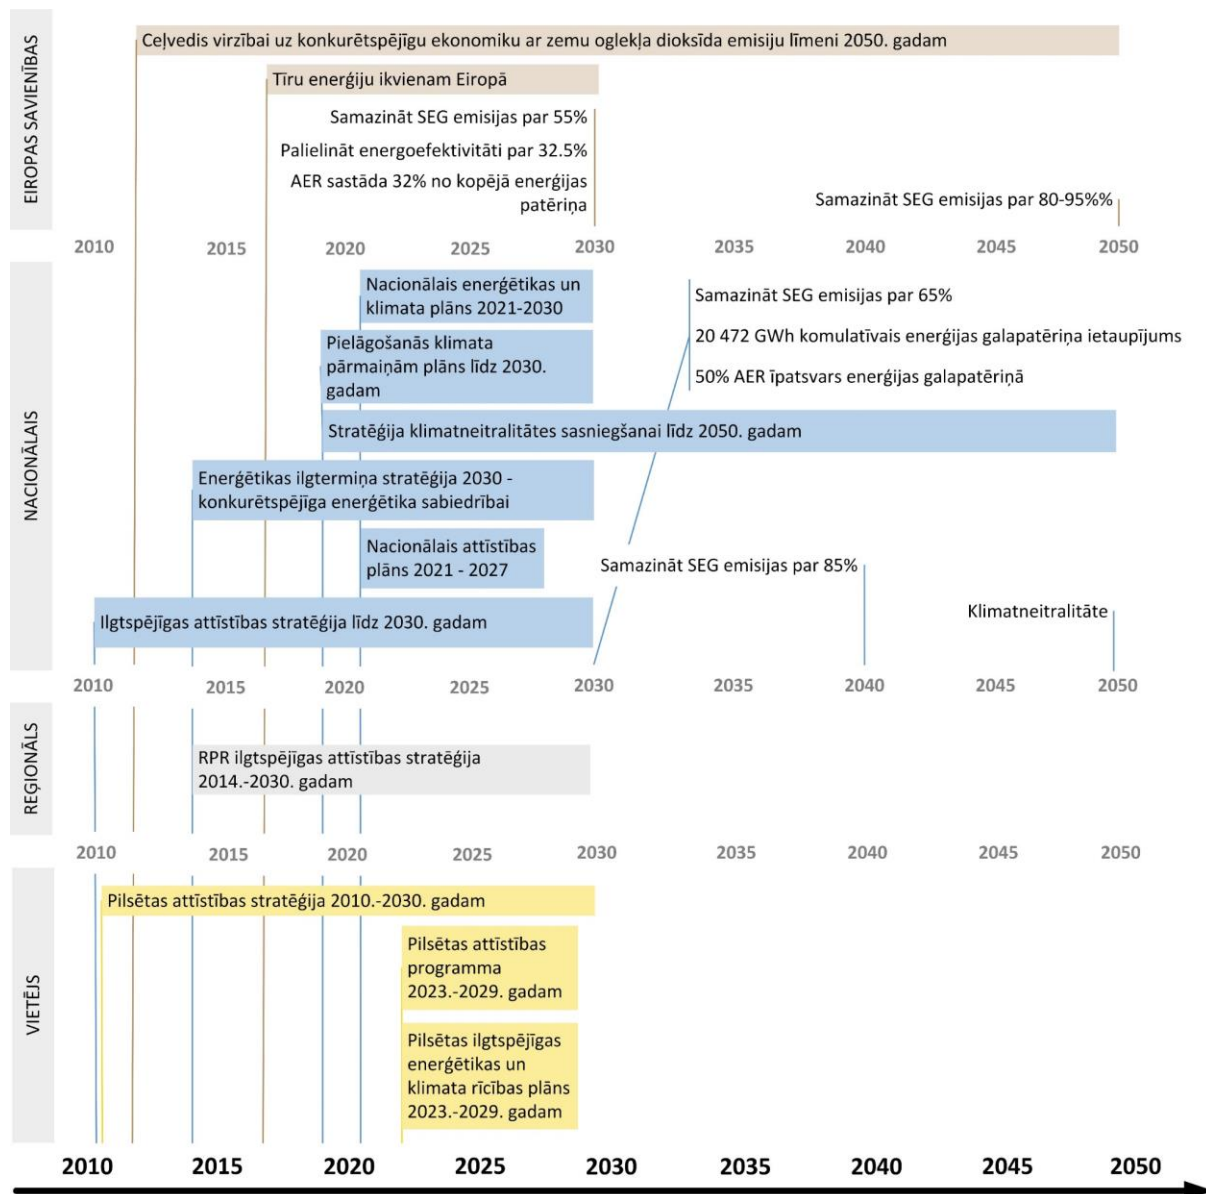 EIROPAS SAVIENĪBAS
Ceļvedis virzībai uz konkurētspējīgu ekonomiku ar zemu oglekļa dioksīda emisiju līmeni 2050. gadam
Tīru enerģiju ikvienam Eiropā
Samazināt SEG emisijas par 55%
Palielināt energoefektivitāti par 32.5%
AER sastāda 32% no kopējā enerģijas
patēriņa
Samazināt SEG emisijas par 80-95%%
2010 2015 2020 2025 2030 2035 2040 2045 2050
NACIONĀLAIS
Nacionālais enerģētikas un
klimata plāns 2021-2030
Pielāgošanās klimata
pārmaiņām plāns līdz 2030.
gadam
Samazināt SEG emisijas par 65%
20 472 GWh komulatīvais enerģijas galapatēriņa ietaupījums
50% AER īpatsvars enerģijas galapatēriņā
Stratēģija klimatneitralitātes sasniegšanai līdz 2050. gadam
Enerģētikas ilgtermiņa stratēģija 2030 -
konkurētspējīga enerģētika sabiedrībai
Nacionālais attīstības
plāns 2021 - 2027
Samazināt SEG emisijas par 85%
Klimatneitralitāte
Ilgtspējīgas attīstības stratēģija līdz 2030. gadam
2010 2015 2020 2025 2030 2035 2040 2045 2050
REĢIONĀLS
RPR ilgtspējīgas attīstības stratēģija
2014.-2030. gadam
2010 2015 2020 2025 2030 2035 2040 2045 2050
VIETĒJS
Pilsētas attīstības stratēģija 2010.-2030. gadam
Pilsētas attīstības
programma
2023.-2029. gadam
Pilsētas ilgtspējīgas
enerģētikas un
klimata rīcības plāns
2023.-2029. gadam
2010 2015 2020 2025 2030 2035 2040 2045 2050